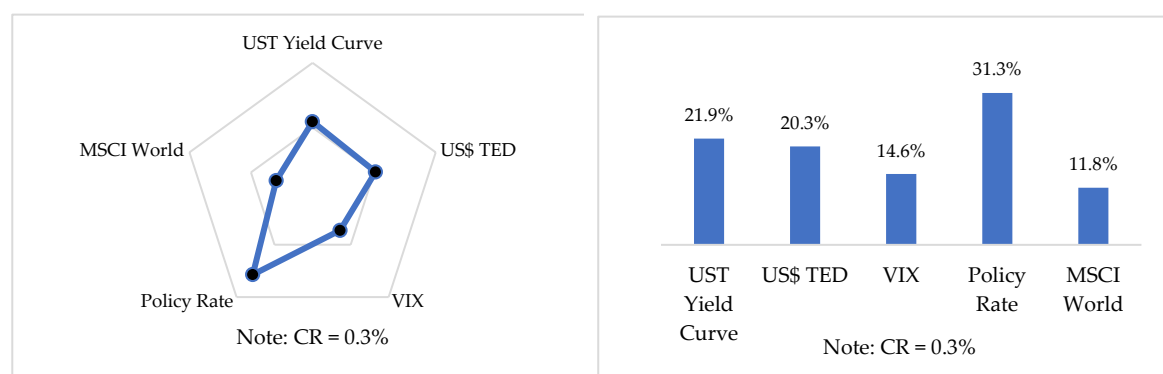 UST Yield Curve
MSCI World
US$ TED
Policy Rate
VIX
Note: CR = 0.3%
31.3%
21.9%
20.3%
14.6%
11.8%
UST
Yield
Curve
US$ TED
VIX
Policy
Rate
MSCI
World
Note: CR = 0.3%